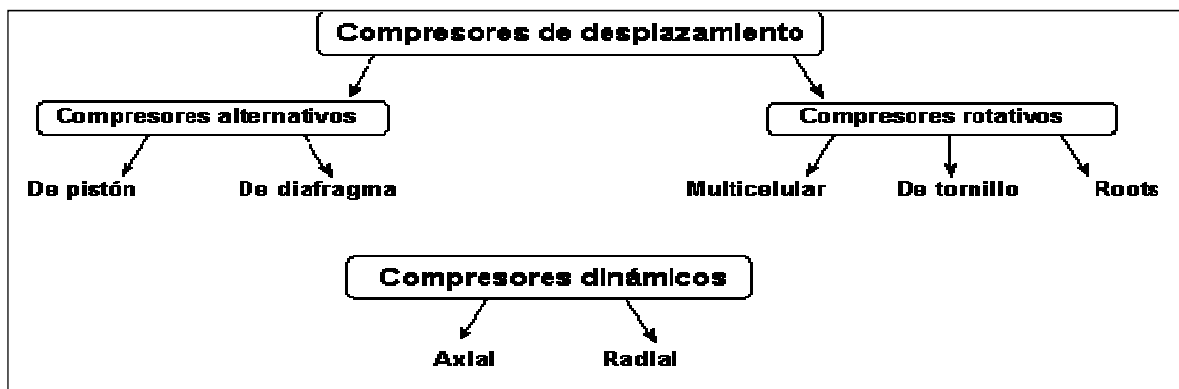 Compresores de desplazamiento
Compresores alternativos
Compresores rotativos
De pistón
De diafragma
Multicelular
De tornillo
Roots
Compresores dinámicos
Axial
Radial